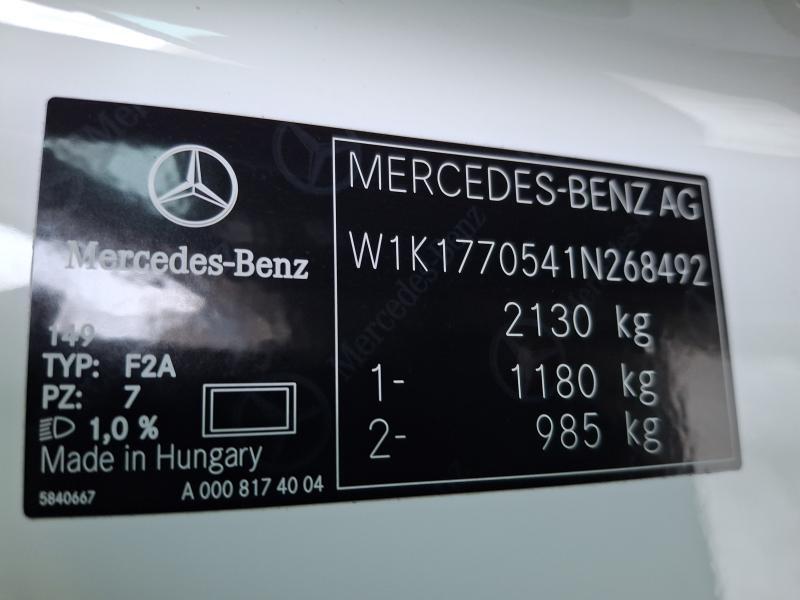 Mercedes-Benz
149
TYP: F2A
PZ: 7
1,0 %
Made in Hungary
5840667 A 000 817 40 04
MERCEDES-BENZ AG
W1K1770541N268492
2130 kg
1- 1180 kg
2- 985 kg